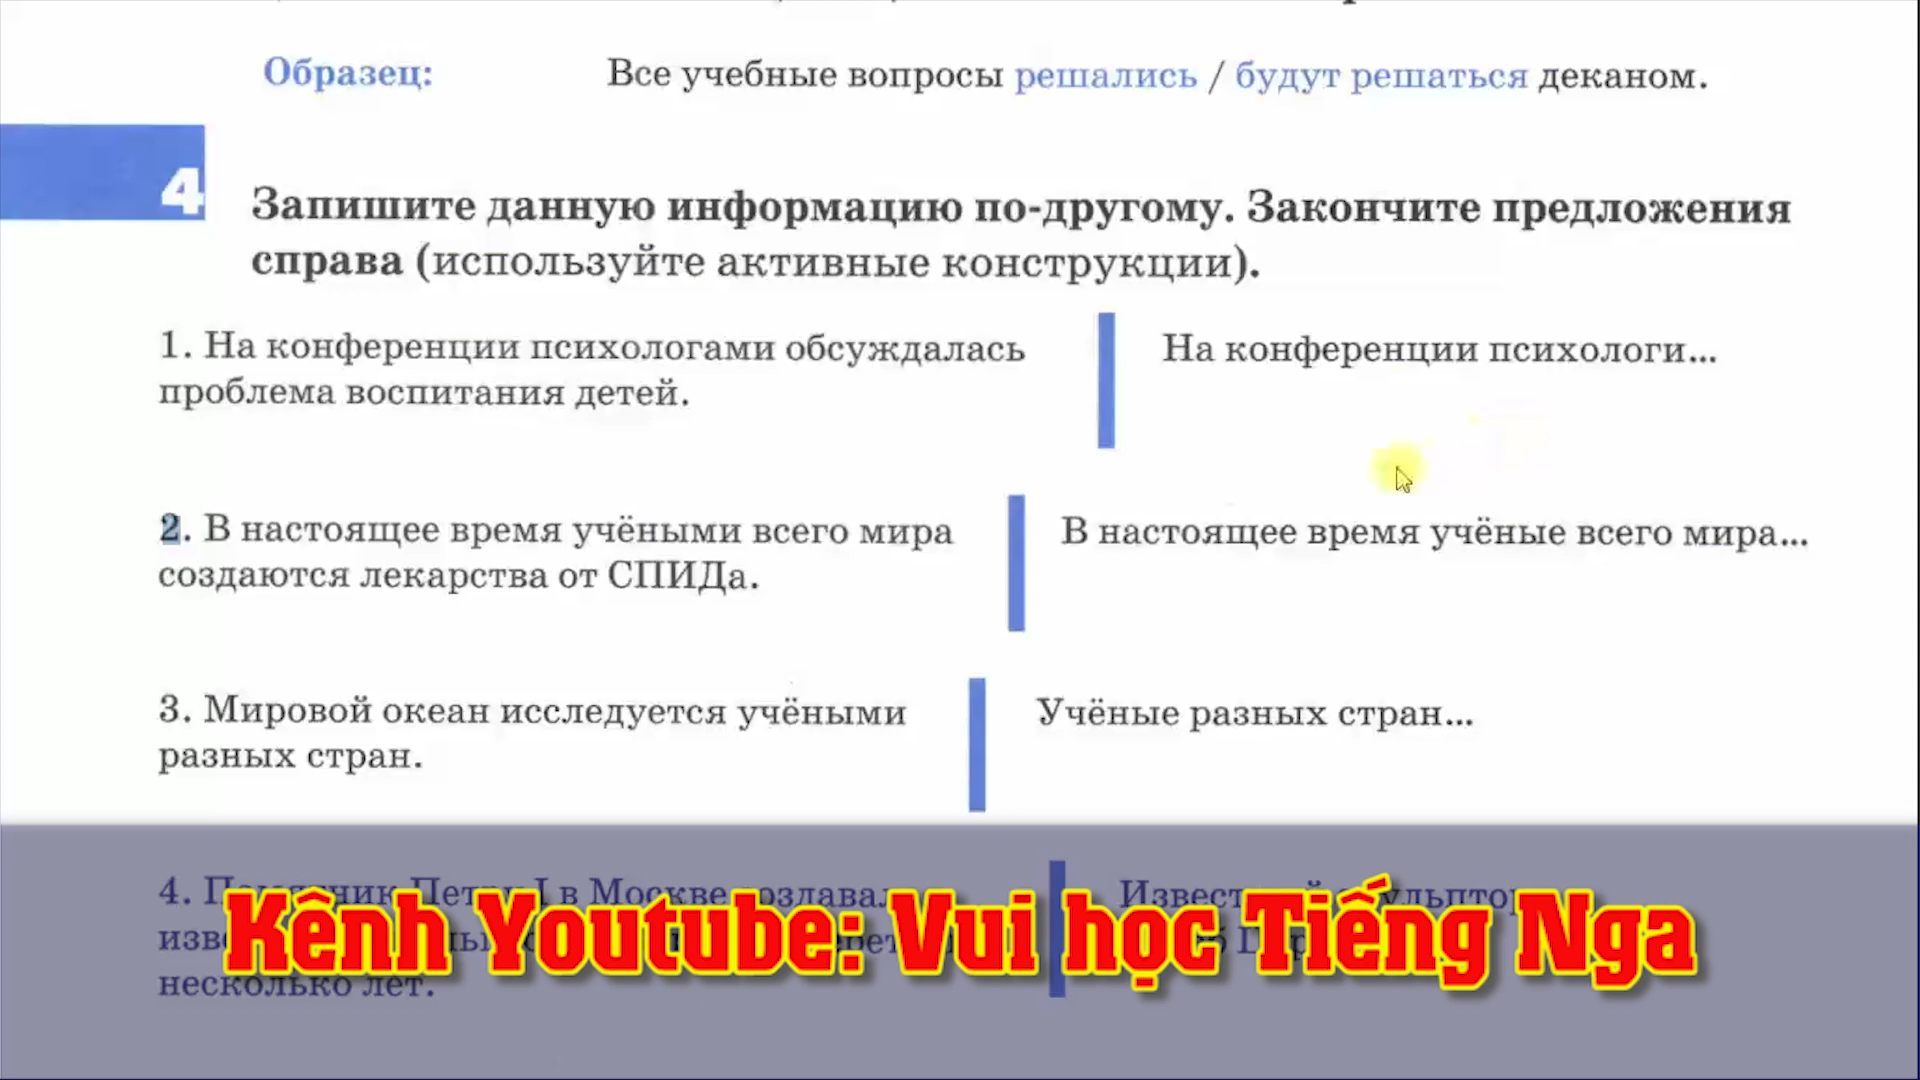 Образец: Все учебные вопросы решались / будут решаться деканом.
4
Запишите данную информацию по-другому. Закончите предложения
справа (используйте активные конструкции).
1. На конференции психологами обсуждалась
проблема воспитания детей.
На конференции психологи...
2. В настоящее время учёными всего мира
создаются лекарства от СПИДа.
В настоящее время учёные всего мира...
3. Мировой океан исследуется учёными
разных стран.
Учёные разных стран...
4. Петру I в Москве
несколько лет.
Kênh Youtube: Vui học Tiếng Nga